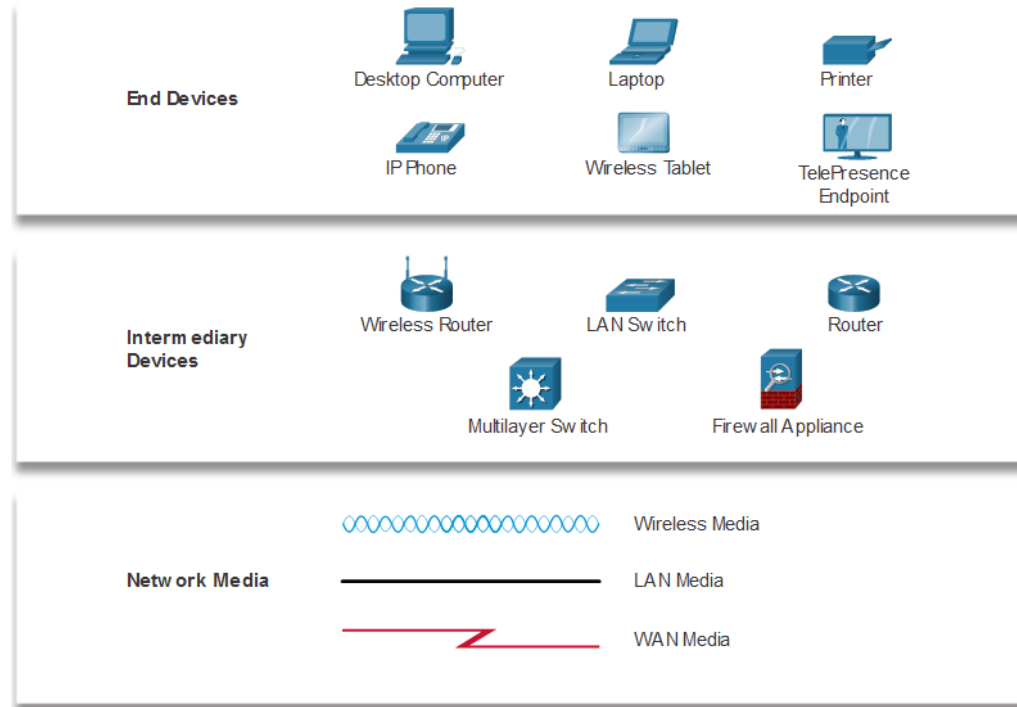 End Devices
Desktop Computer
Laptop
Printer
IP Phone
IP
Wireless Tablet
TelePresence
Endpoint
Intermediary
Devices
Wireless Router
LAN Switch
Router
Multilayer Switch
Firewall Appliance
Network Media
Wireless Media
LAN Media
WAN Media